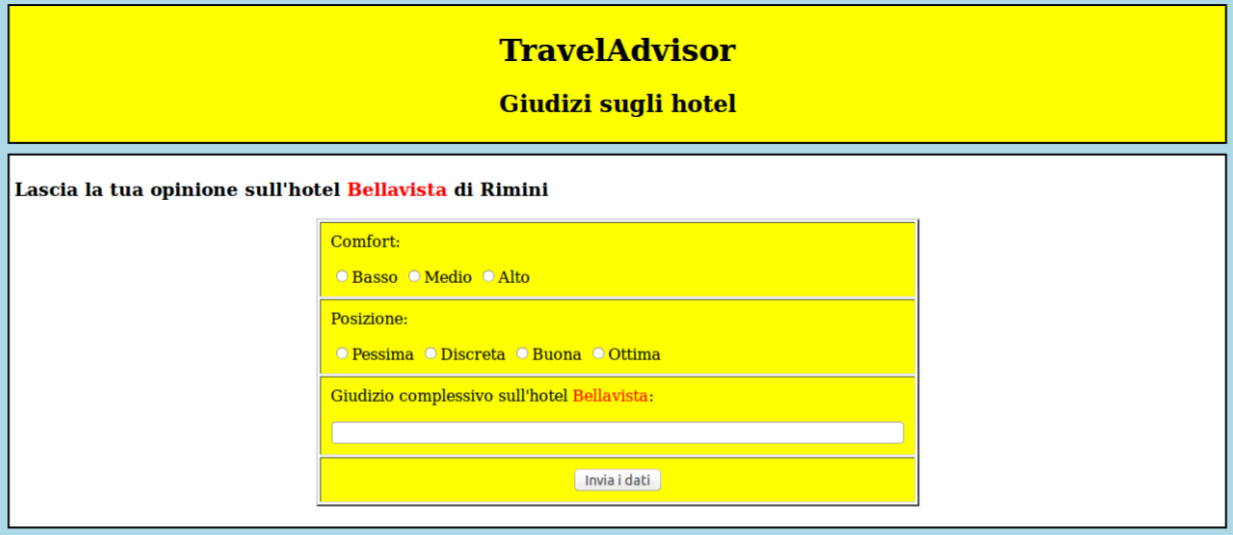 TravelAdvisor
Giudizi sugli hotel
Lascia la tua opinione sull'hotel Bellavista di Rimini
Comfort:
Basso Medio Alto
Posizione:
Pessima Discreta Buona Ottima
Giudizio complessivo sull'hotel Bellavista:
Invia i dati